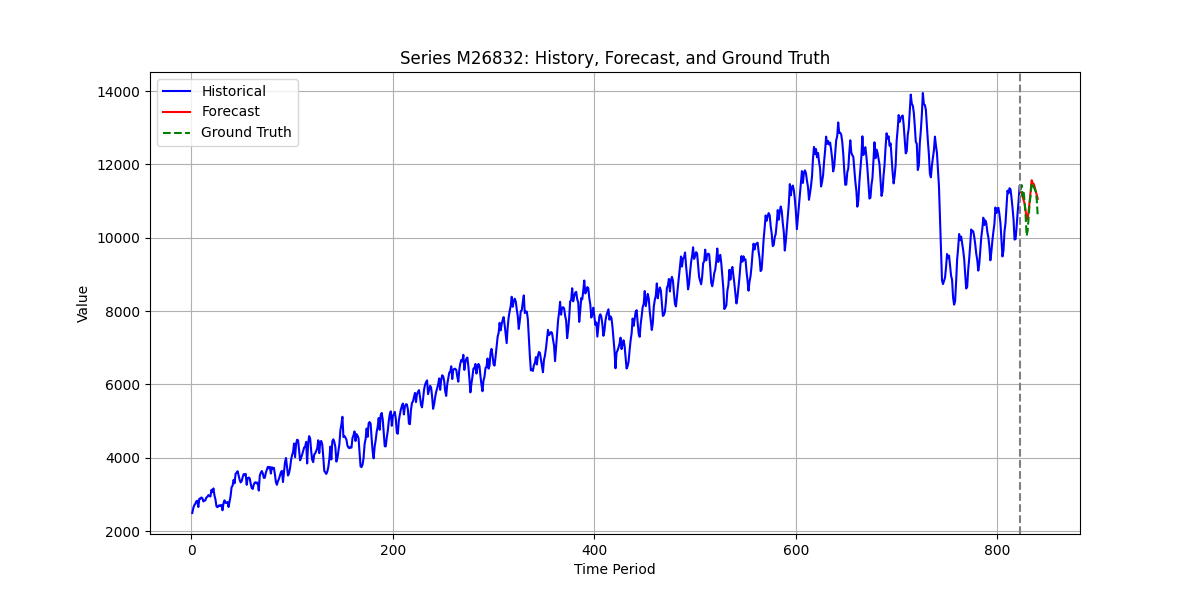 Series M26832: History, Forecast, and Ground Truth
Historical
Forecast
Ground Truth
14000
12000
10000
8000
6000
4000
2000
Value
0
200
400
600
800
Time Period